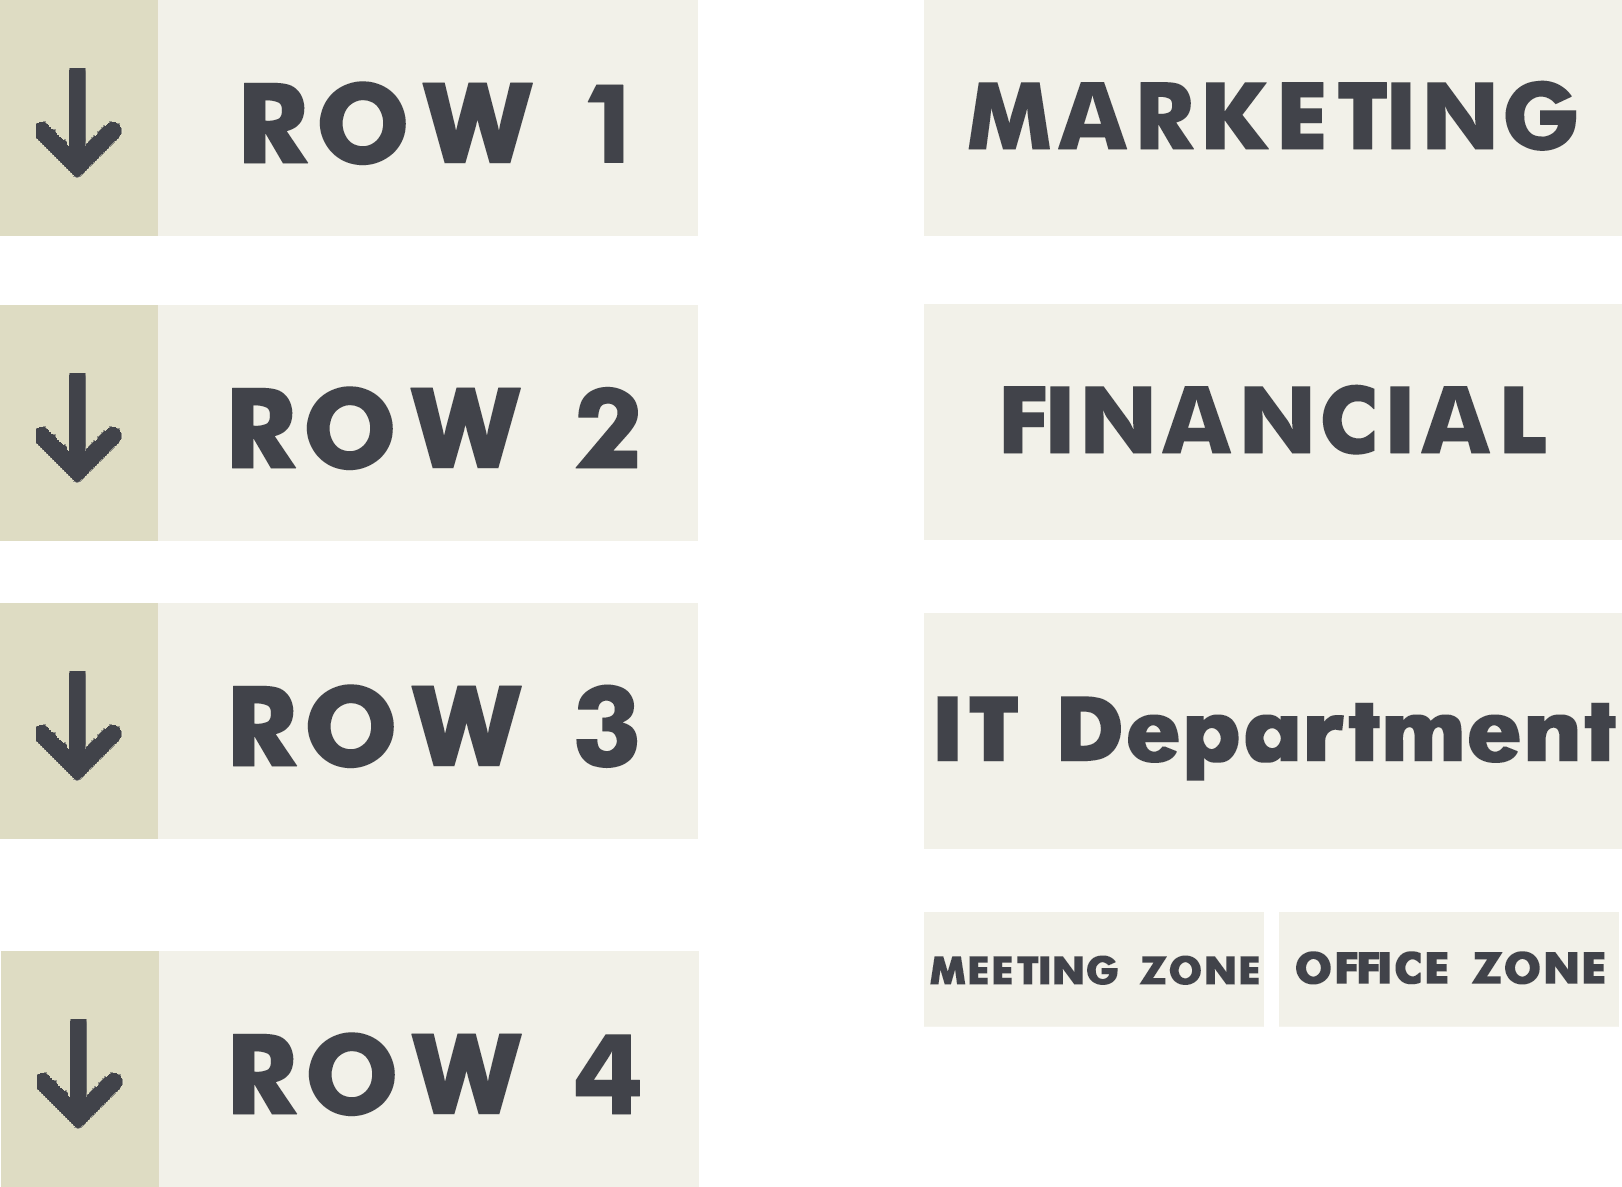 ROW 1
MARKETING
ROW 2
FINANCIAL
ROW 3
IT Department
MEETING ZONE
OFFICE ZONE
ROW 4